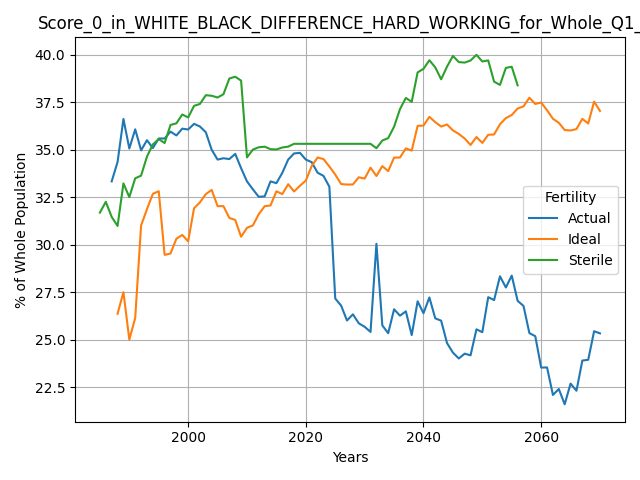 Score_0_in_WHITE_BLACK_DIFFERENCE_HARD_WORKING_for_Whole_Q1_
40.0
37.5
35.0
32.5
30.0
27.5
25.0
22.5
% of Whole Population
Fertility
Actual
Ideal
Sterile
2000
2020
2040
2060
Years